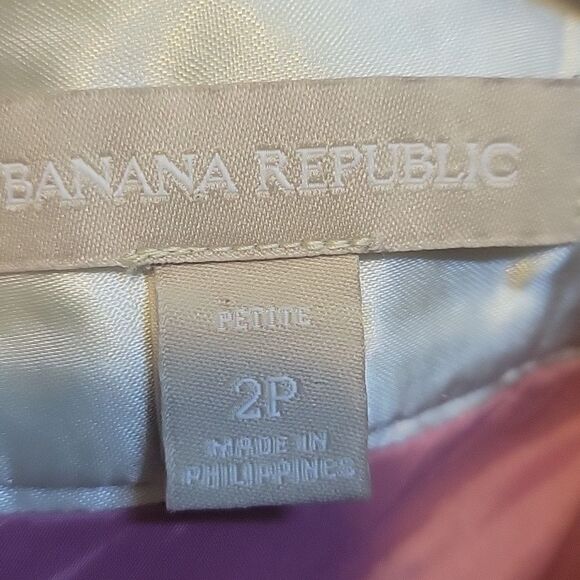 BANANA REPUBLIC
PETITE
2P
MADE IN
PHILIPPINES